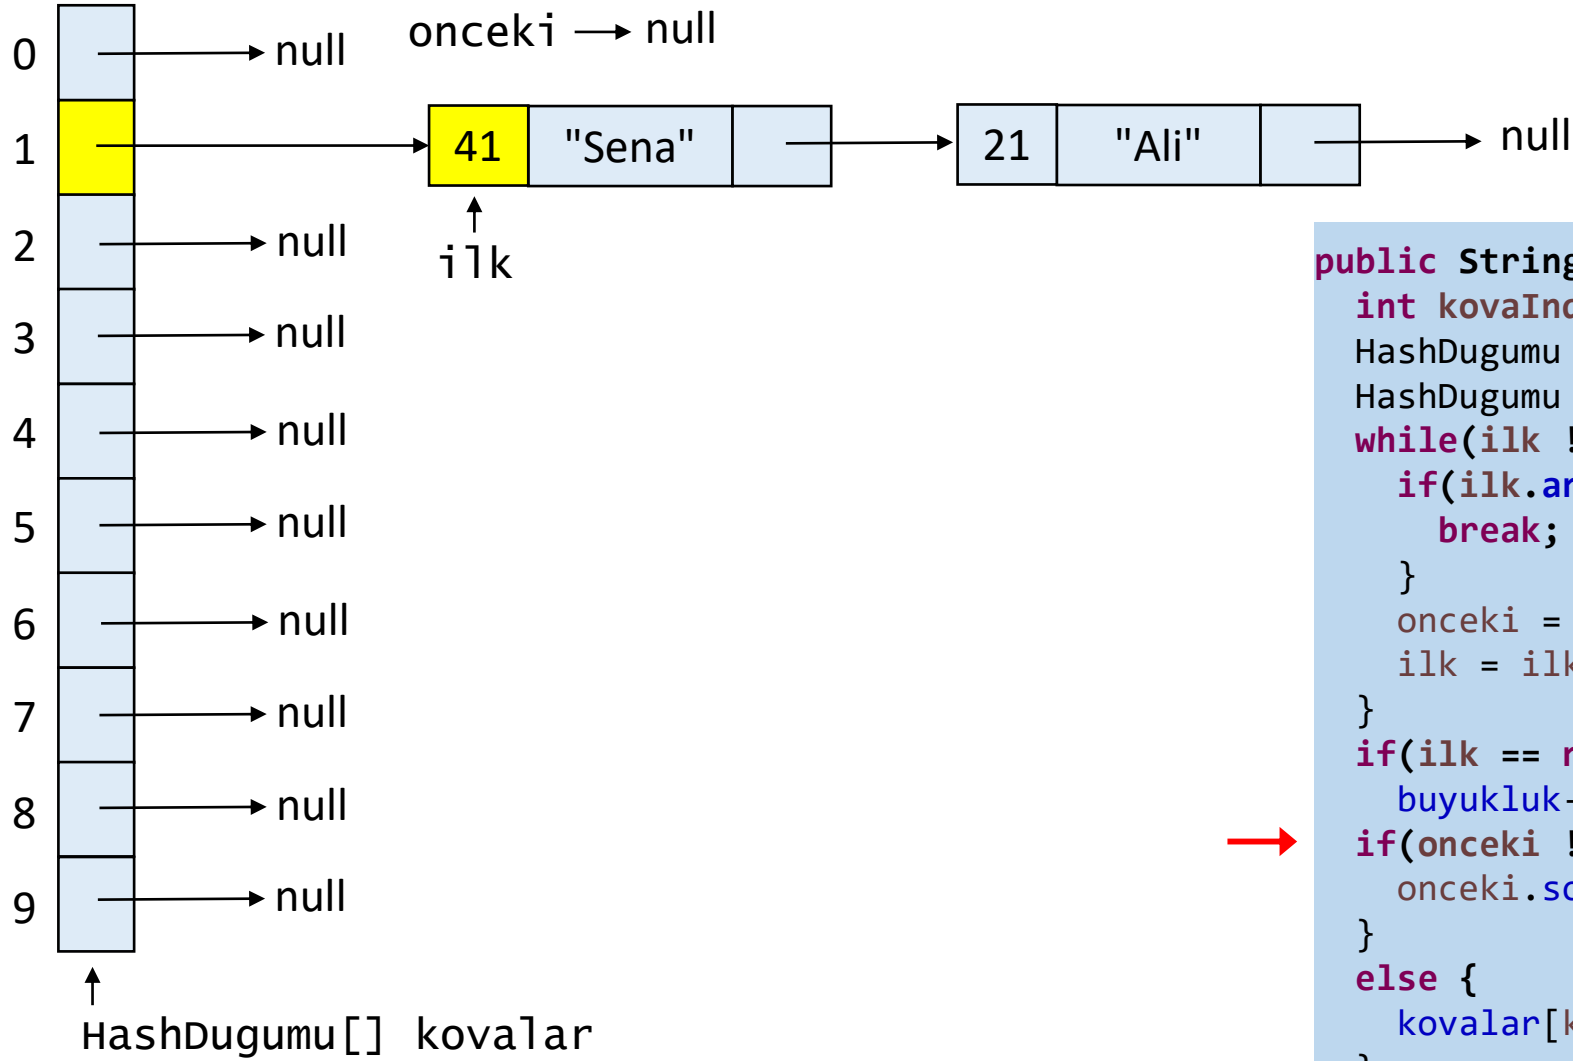 onceki → null
0 null
1 41 "Sena" 21 "Ali" null
ilk
2 null
3 null
4 null
5 null
6 null
7 null
8 null
9 null
HashDugumu[] kovalar
public String
int kovaInd
HashDugumu
HashDugumu
while(ilk !
if(ilk.an
break;
}
onceki =
ilk = ilk
}
if(ilk == n
buyukluk-
if(onceki !
onceki.so
}
else {
kovalar[k
}